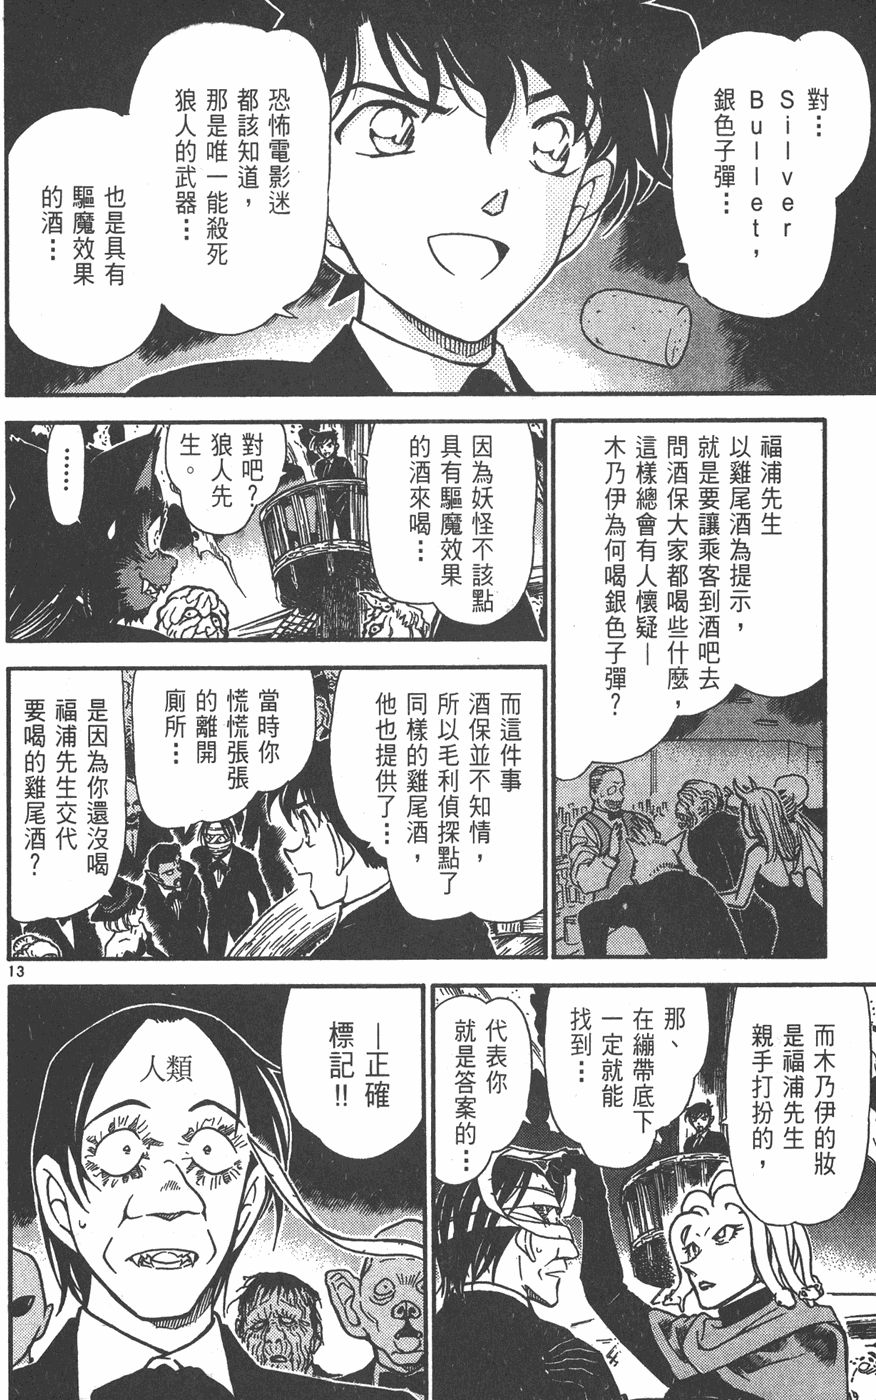 對⋯
Silver
Bullet，
銀色子彈⋯
恐怖電影迷
都該知道，
那是唯一能殺死
狼人的武器⋯
也是具有
驅魔效果
的酒⋯
福浦先生
以雞尾酒為提示，
就是要讓乘客到酒吧去
問酒保大家都喝些什麼，
這樣總會有人懷疑—
木乃伊為何喝銀色子彈？
因為妖怪不該點
具有驅魔效果
的酒來喝⋯
對吧？
狼人先
生。
⋯⋯
而這件事
酒保並不知情，
所以毛利偵探點了
同樣的雞尾酒，
他也提供了⋯
當時你
慌慌張張
的離開
廁所⋯
是因為你還沒喝
福浦先生交代
要喝的雞尾酒？
13
而木乃伊的妝
是福浦先生
親手打扮的，
那、
在繃帶底下
一定就能
找到⋯
代表你
就是答案的⋯
—正確
標記!!
人類